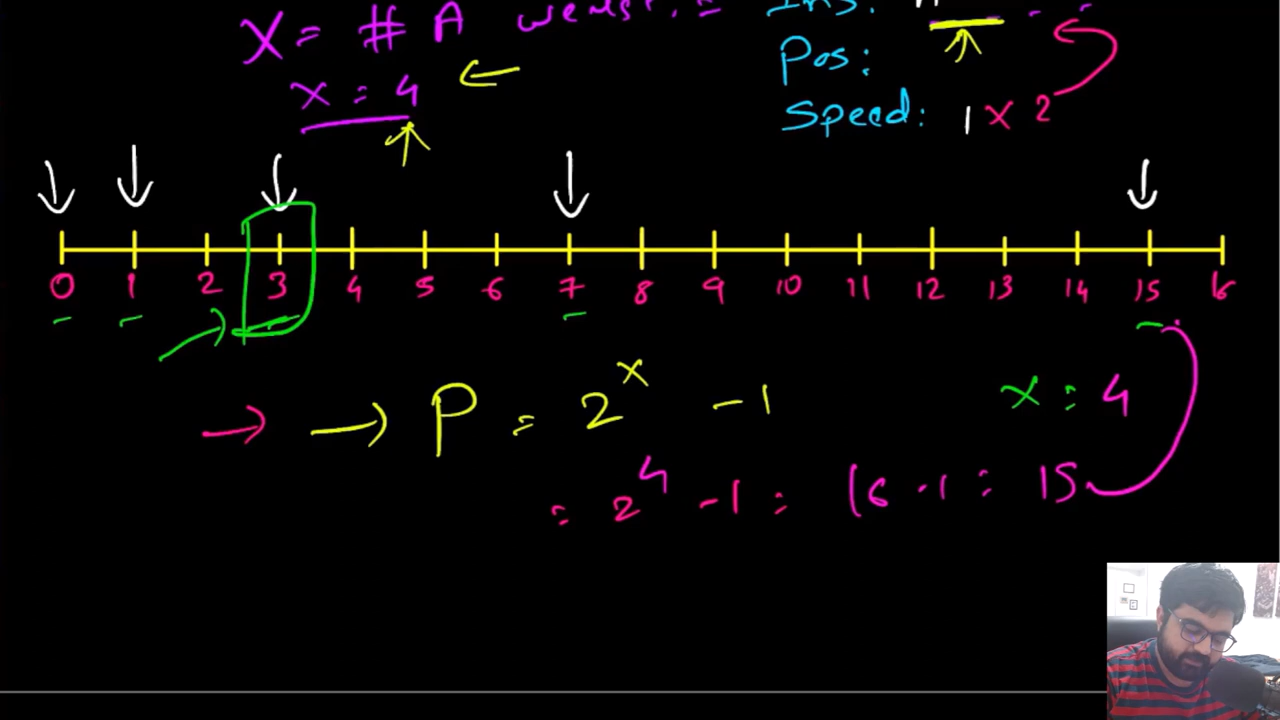 X = # A
Ins:
x = 4
Pos:
Speed: 1 x 2
0 1 2 3 4 5 6 7 8 9 10 11 12 13 14 15 16
→ → P = 2^x - 1
x = 4
= 2^4 - 1 = 16 - 1 = 15